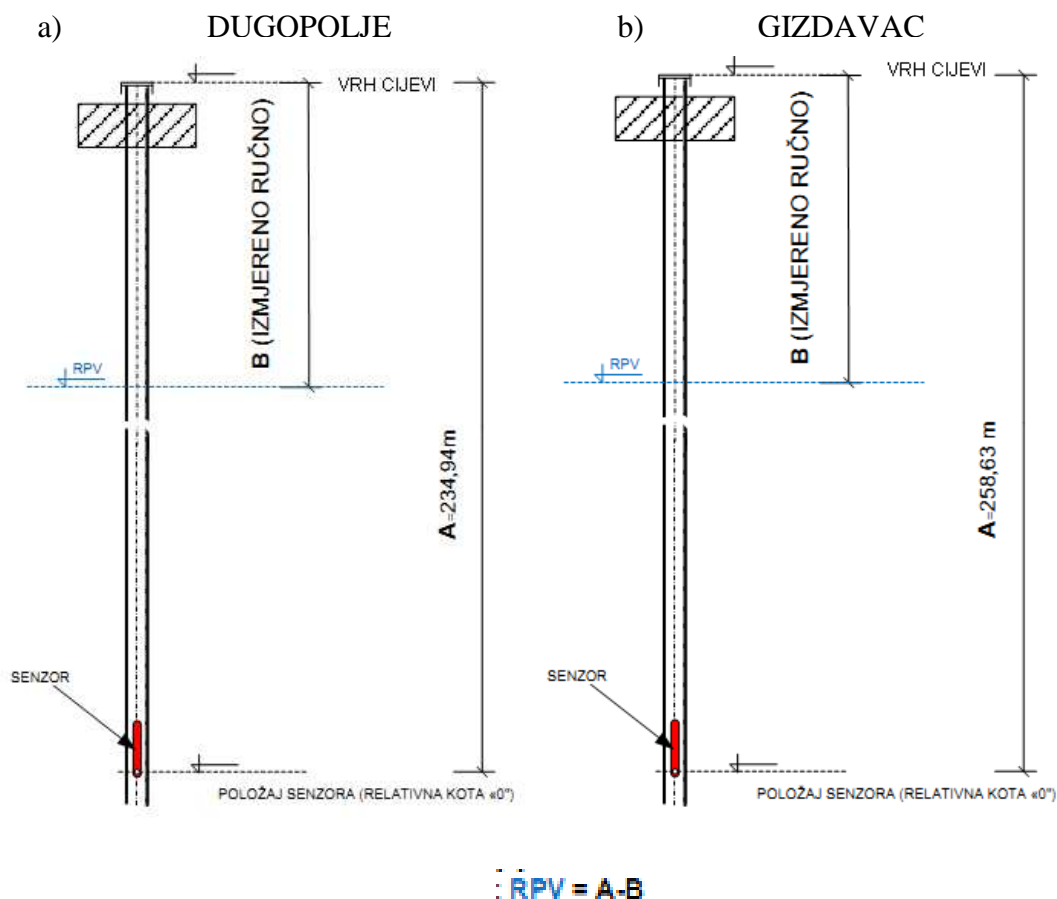 a) DUGOPOLJE
VRH CIJEVI
B (IZMJERENO RUČNO)
RPV
A=234,94m
SENZOR
POLOŽAJ SENZORA (RELATIVNA KOTA «0")
b) GIZDAVAC
VRH CIJEVI
B (IZMJERENO RUČNO)
RPV
A=258,63 m
SENZOR
POLOŽAJ SENZORA (RELATIVNA KOTA «0")
RPV = A-B